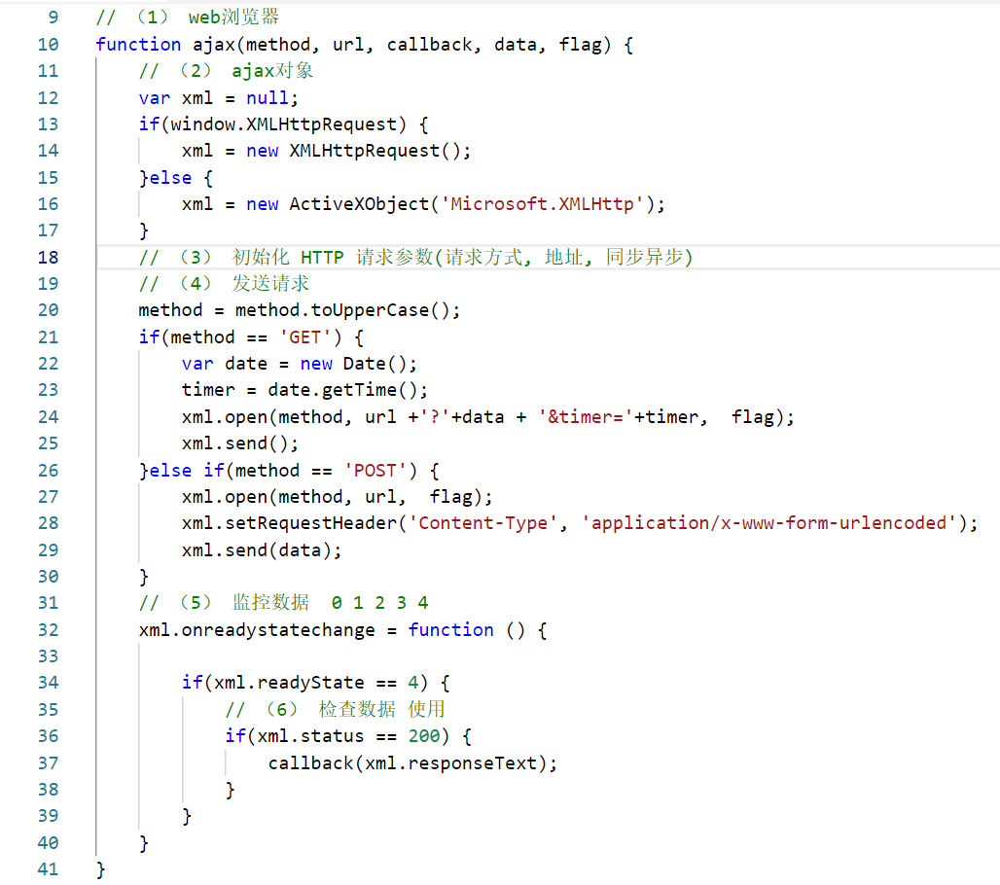 9 // （1） web浏览器
10 function ajax(method, url, callback, data, flag) {
11     // （2） ajax对象
12     var xml = null;
13     if(window.XMLHttpRequest) {
14         xml = new XMLHttpRequest();
15     }else {
16         xml = new ActiveXObject('Microsoft.XMLHttp');
17     }
18     // （3） 初始化 HTTP 请求参数(请求方式, 地址, 同步异步)
19     // （4） 发送请求
20     method = method.toUpperCase();
21     if(method == 'GET') {
22         var date = new Date();
23         timer = date.getTime();
24         xml.open(method, url +'?'+data + '&timer='+timer,  flag);
25         xml.send();
26     }else if(method == 'POST') {
27         xml.open(method, url,  flag);
28         xml.setRequestHeader('Content-Type', 'application/x-www-form-urlencoded');
29         xml.send(data);
30     }
31     // （5） 监控数据  0 1 2 3 4
32     xml.onreadystatechange = function () {
33
34         if(xml.readyState == 4) {
35             // （6） 检查数据 使用
36             if(xml.status == 200) {
37                 callback(xml.responseText);
38             }
39         }
40     }
41 }